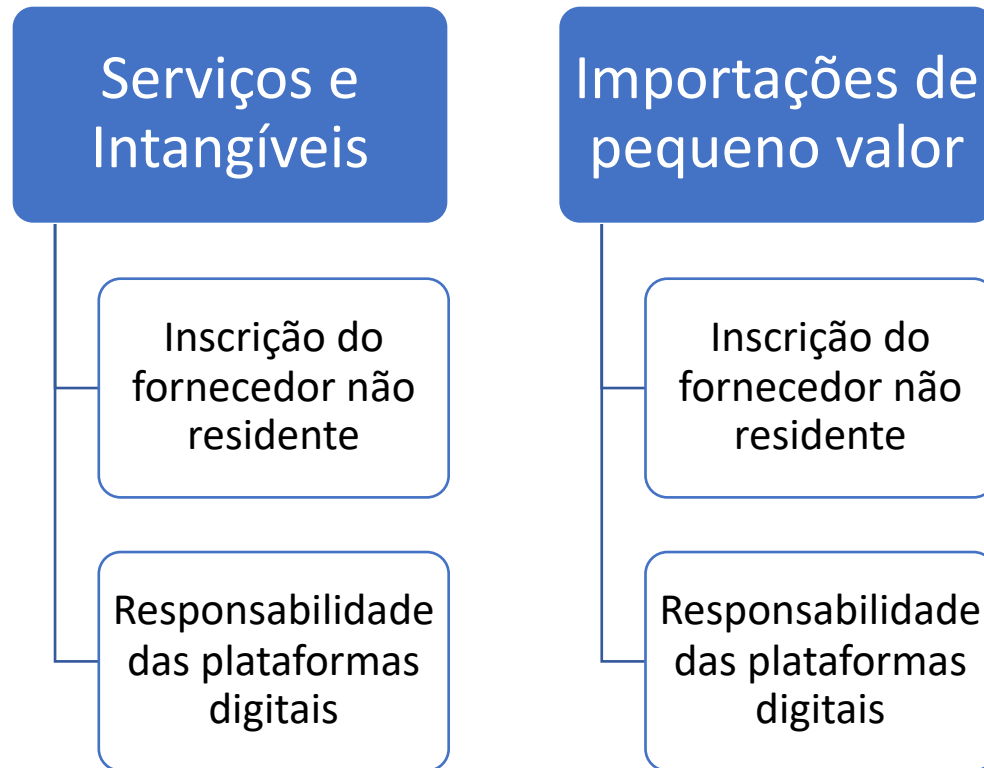 Serviços e
Intangíveis
Inscrição do
fornecedor não
residente
Responsabilidade
das plataformas
digitais
Importações de
pequeno valor
Inscrição do
fornecedor não
residente
Responsabilidade
das plataformas
digitais